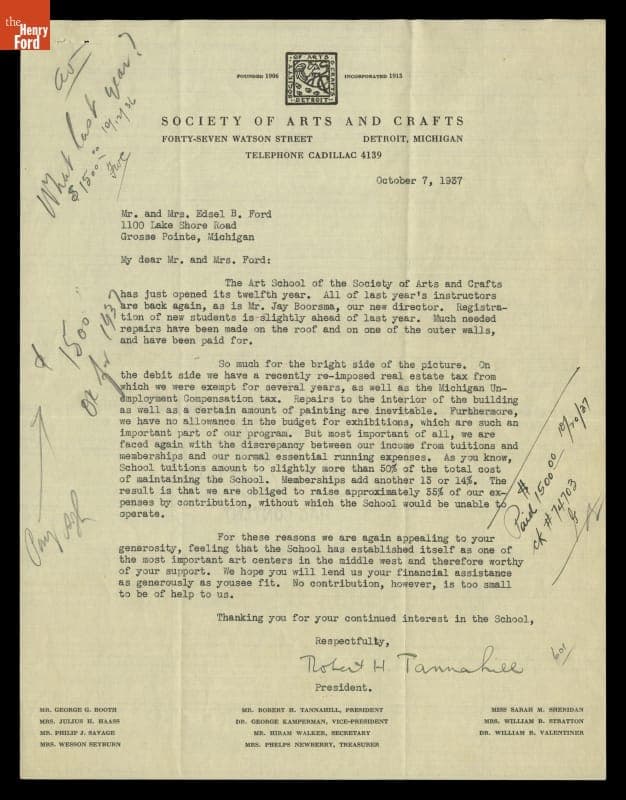 the
Henry
Ford
av
What last year?
$1500.00 10/12/36
FOUNDED 1906
INCORPORATED 1915
SOCIETY OF ARTS AND CRAFTS DETROIT
SOCIETY OF ARTS AND CRAFTS
FORTY-SEVEN WATSON STREET DETROIT, MICHIGAN
TELEPHONE CADILLAC 4139
October 7, 1937
Mr. and Mrs. Edsel B. Ford
1100 Lake Shore Road
Grosse Pointe, Michigan
My dear Mr. and Mrs. Ford:
The Art School of the Society of Arts and Crafts
has just opened its twelfth year. All of last year's instructors
are back again, as is Mr. Jay Boorsma, our new director. Registra-
tion of new students is slightly ahead of last year. Much needed
repairs have been made on the roof and on one of the outer walls,
and have been paid for.
1500
OK for 1937
So much for the bright side of the picture. On
the debit side we have a recently re-imposed real estate tax from
which we were exempt for several years, as well as the Michigan Un-
employment Compensation tax. Repairs to the interior of the building
as well as a certain amount of painting are inevitable. Furthermore,
we have no allowance in the budget for exhibitions, which are such an
important part of our program. But most important of all, we are
faced again with the discrepancy between our income from tuitions and
memberships and our normal essential running expenses. As you know,
School tuitions amount to slightly more than 50% of the total cost
of maintaining the School. Memberships add another 13 or 14%. The
result is that we are obliged to raise approximately 35% of our ex-
penses by contribution, without which the School would be unable to
operate.
Paid $1500.00 10/20/37
CK # 74703
For these reasons we are again appealing to your
generosity, feeling that the School has established itself as one of
the most important art centers in the middle west and therefore worthy
of your support. We hope you will lend us your financial assistance
as generously as yousee fit. No contribution, however, is too small
to be of help to us.
Thanking you for your continued interest in the School,
Respectfully,
Robert H Tannahill
President.
601
MR. GEORGE G. BOOTH
MRS. JULIUS H. HAASS
MR. PHILIP J. SAVAGE
MRS. WESSON SEYBURN
MR. ROBERT H. TANNAHILL, PRESIDENT
DR. GEORGE KAMPERMAN, VICE-PRESIDENT
MR. HIRAM WALKER, SECRETARY
MRS. PHELPS NEWBERRY, TREASURER
MISS SARAH M. SHERIDAN
MRS. WILLIAM B. STRATTON
DR. WILLIAM R. VALENTINER